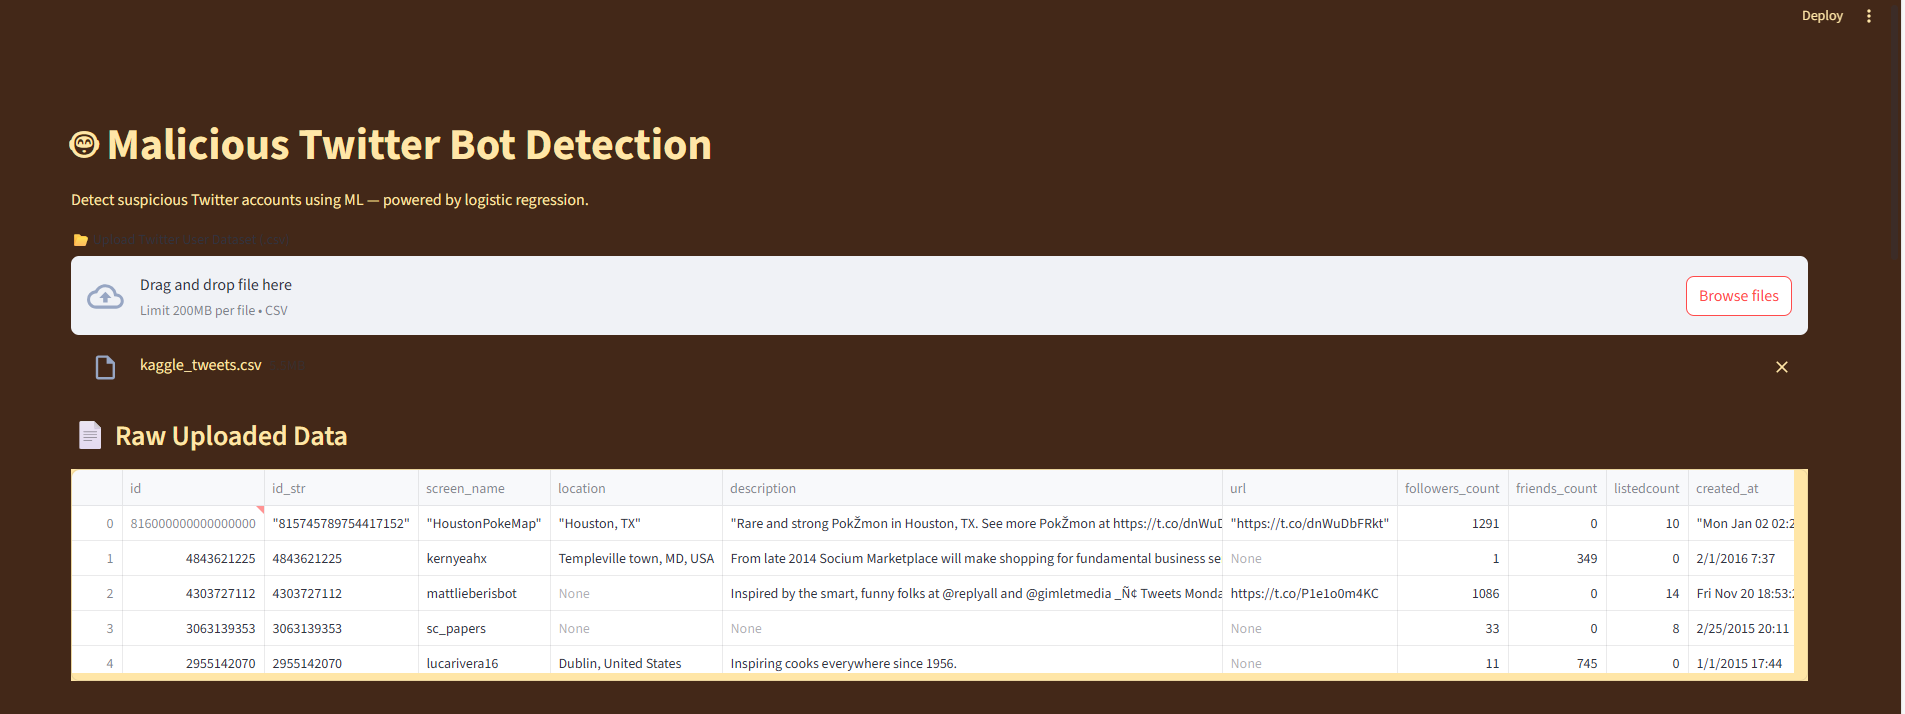 Deploy
Malicious Twitter Bot Detection
Detect suspicious Twitter accounts using ML — powered by logistic regression.
Upload Twitter User Dataset (CSV)
Drag and drop file here
Limit 200MB per file • CSV
Browse files
kaggle_tweets.csv
Raw Uploaded Data
id id_str screen_name location description url followers_count friends_count listedcount created_at
0 816000000000000000 "815745789754417152" "HoustonPokeMap" "Houston, TX" "Rare and strong PokŽmon in Houston, TX. See more PokŽmon at https://t.co/dnWuD "https://t.co/dnWuDbFRkt" 1291 0 10 "Mon Jan 02 02:2
1 4843621225 4843621225 kernyeahx Templeville town, MD, USA From late 2014 Socium Marketplace will make shopping for fundamental business se None 1 349 0 2/1/2016 7:37
2 4303727112 4303727112 mattlieberisbot None Inspired by the smart, funny folks at @replyall and @gimletmedia _Ñ¢ Tweets Monda https://t.co/P1e1o0m4KC 1086 0 14 Fri Nov 20 18:53:2
3 3063139353 3063139353 sc_papers None None None 33 0 8 2/25/2015 20:11
4 2955142070 2955142070 lucarivera16 Dublin, United States Inspiring cooks everywhere since 1956. None 11 745 0 1/1/2015 17:44